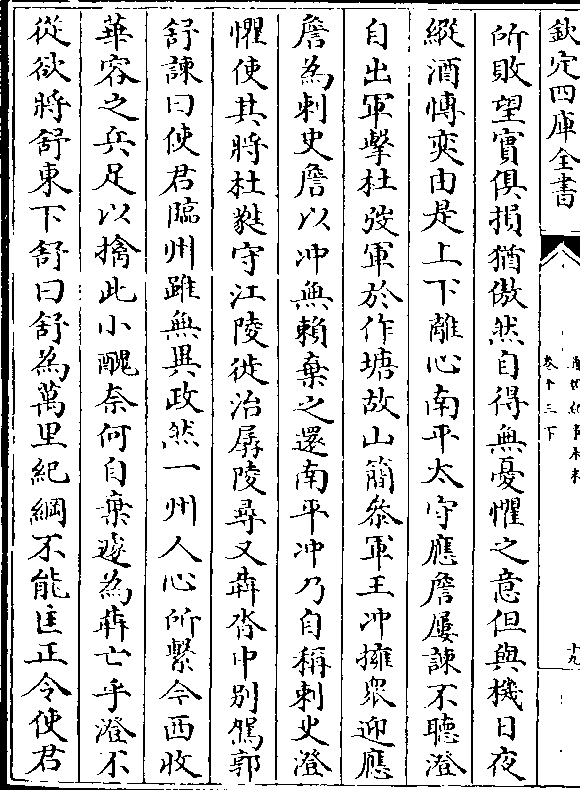 欽定四庫全書
卷十三下
十九
所敗望實俱損猶傲然自得無憂懼之意但與機日夜
縱酒慱奕由是上下離心南平太守應詹屢諫不聽澄
自出軍擊杜弢軍於作塘故山簡叅軍王冲擁衆迎應
詹為刺史詹以冲無賴棄之還南平冲乃自稱刺史澄
懼使其將杜蕤守江陵徙治孱陵尋又犇沓中别駕郭
舒諫曰使君臨州雖無異政然一州人心所繫今西收
華容之兵足以擒此小醜奈何自棄遽為犇亡乎澄不
從欲將舒東下舒曰舒為萬里紀綱不能匡正令使君